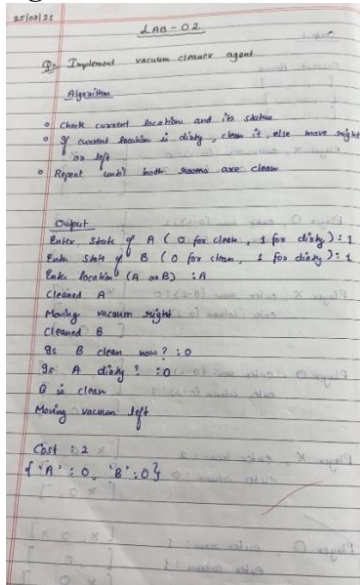 25/08/25
LAB-02
Q. Implement vacuum cleaner agent
Algorithm
o Check current location and its status
o If current location is dirty, clean it, else move right
or left
o Repeat until both rooms are clean
Output
Enter state of A (0 for clean, 1 for dirty): 1
Enter state of B (0 for clean, 1 for dirty): 1
Enter location (A or B) : A
Cleaned A
Moving vacuum right
Cleaned B
Is B clean now? : 0
Is A dirty? : 0
is clean
Moving vacuum left
Cost : 2
{'A' : 0, 'B' : 0}